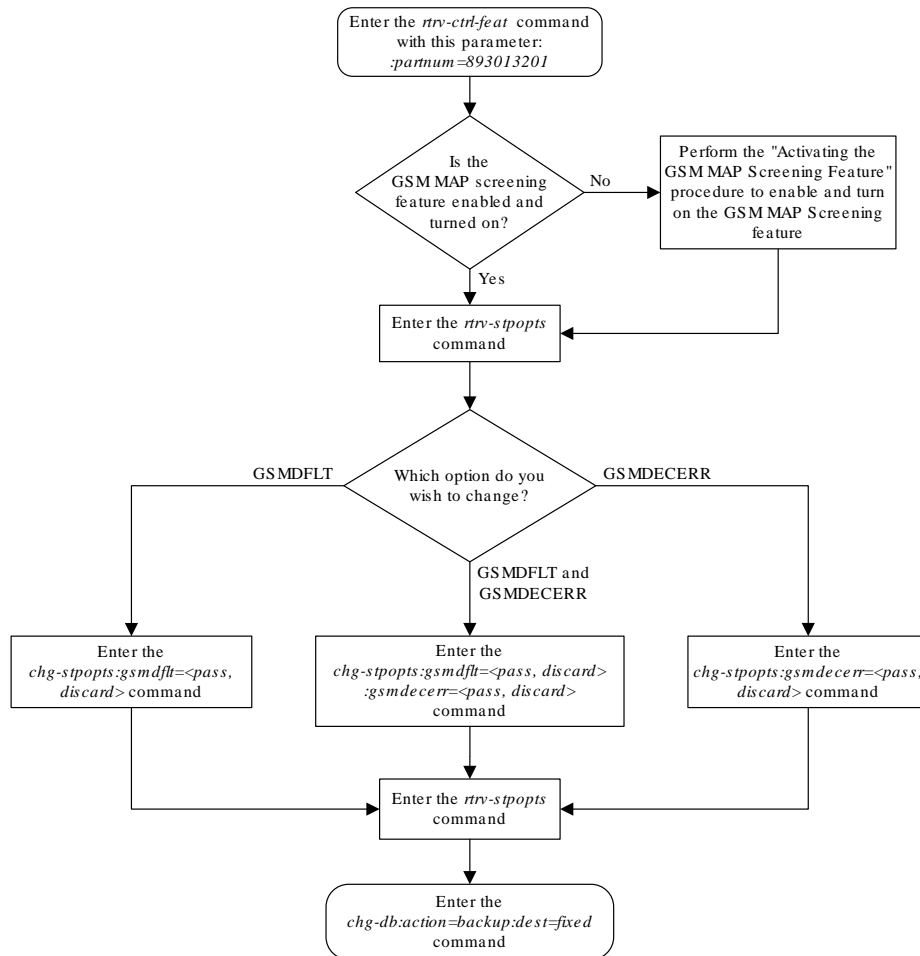 Enter the rtrv-ctrl-feat command
with this parameter:
:partnum=893013201
Is the
GSM MAP screening
feature enabled and
turned on?
No
Perform the "Activating the
GSM MAP Screening Feature"
procedure to enable and turn
on the GSM MAP Screening
feature
Yes
Enter the rtrv-stpopts
command
Which option do you
wish to change?
GSMDFLT
GSMDECERR
GSMDFLT and
GSMDECERR
Enter the
chg-stpopts:gsmdflt=<pass,
discard> command
Enter the
chg-stpopts:gsmdflt=<pass, discard>
:gsmdecerr=<pass, discard>
command
Enter the
chg-stpopts:gsmdecerr=<pass,
discard> command
Enter the rtrv-stpopts
command
Enter the
chg-db:action=backup:dest=fixed
command